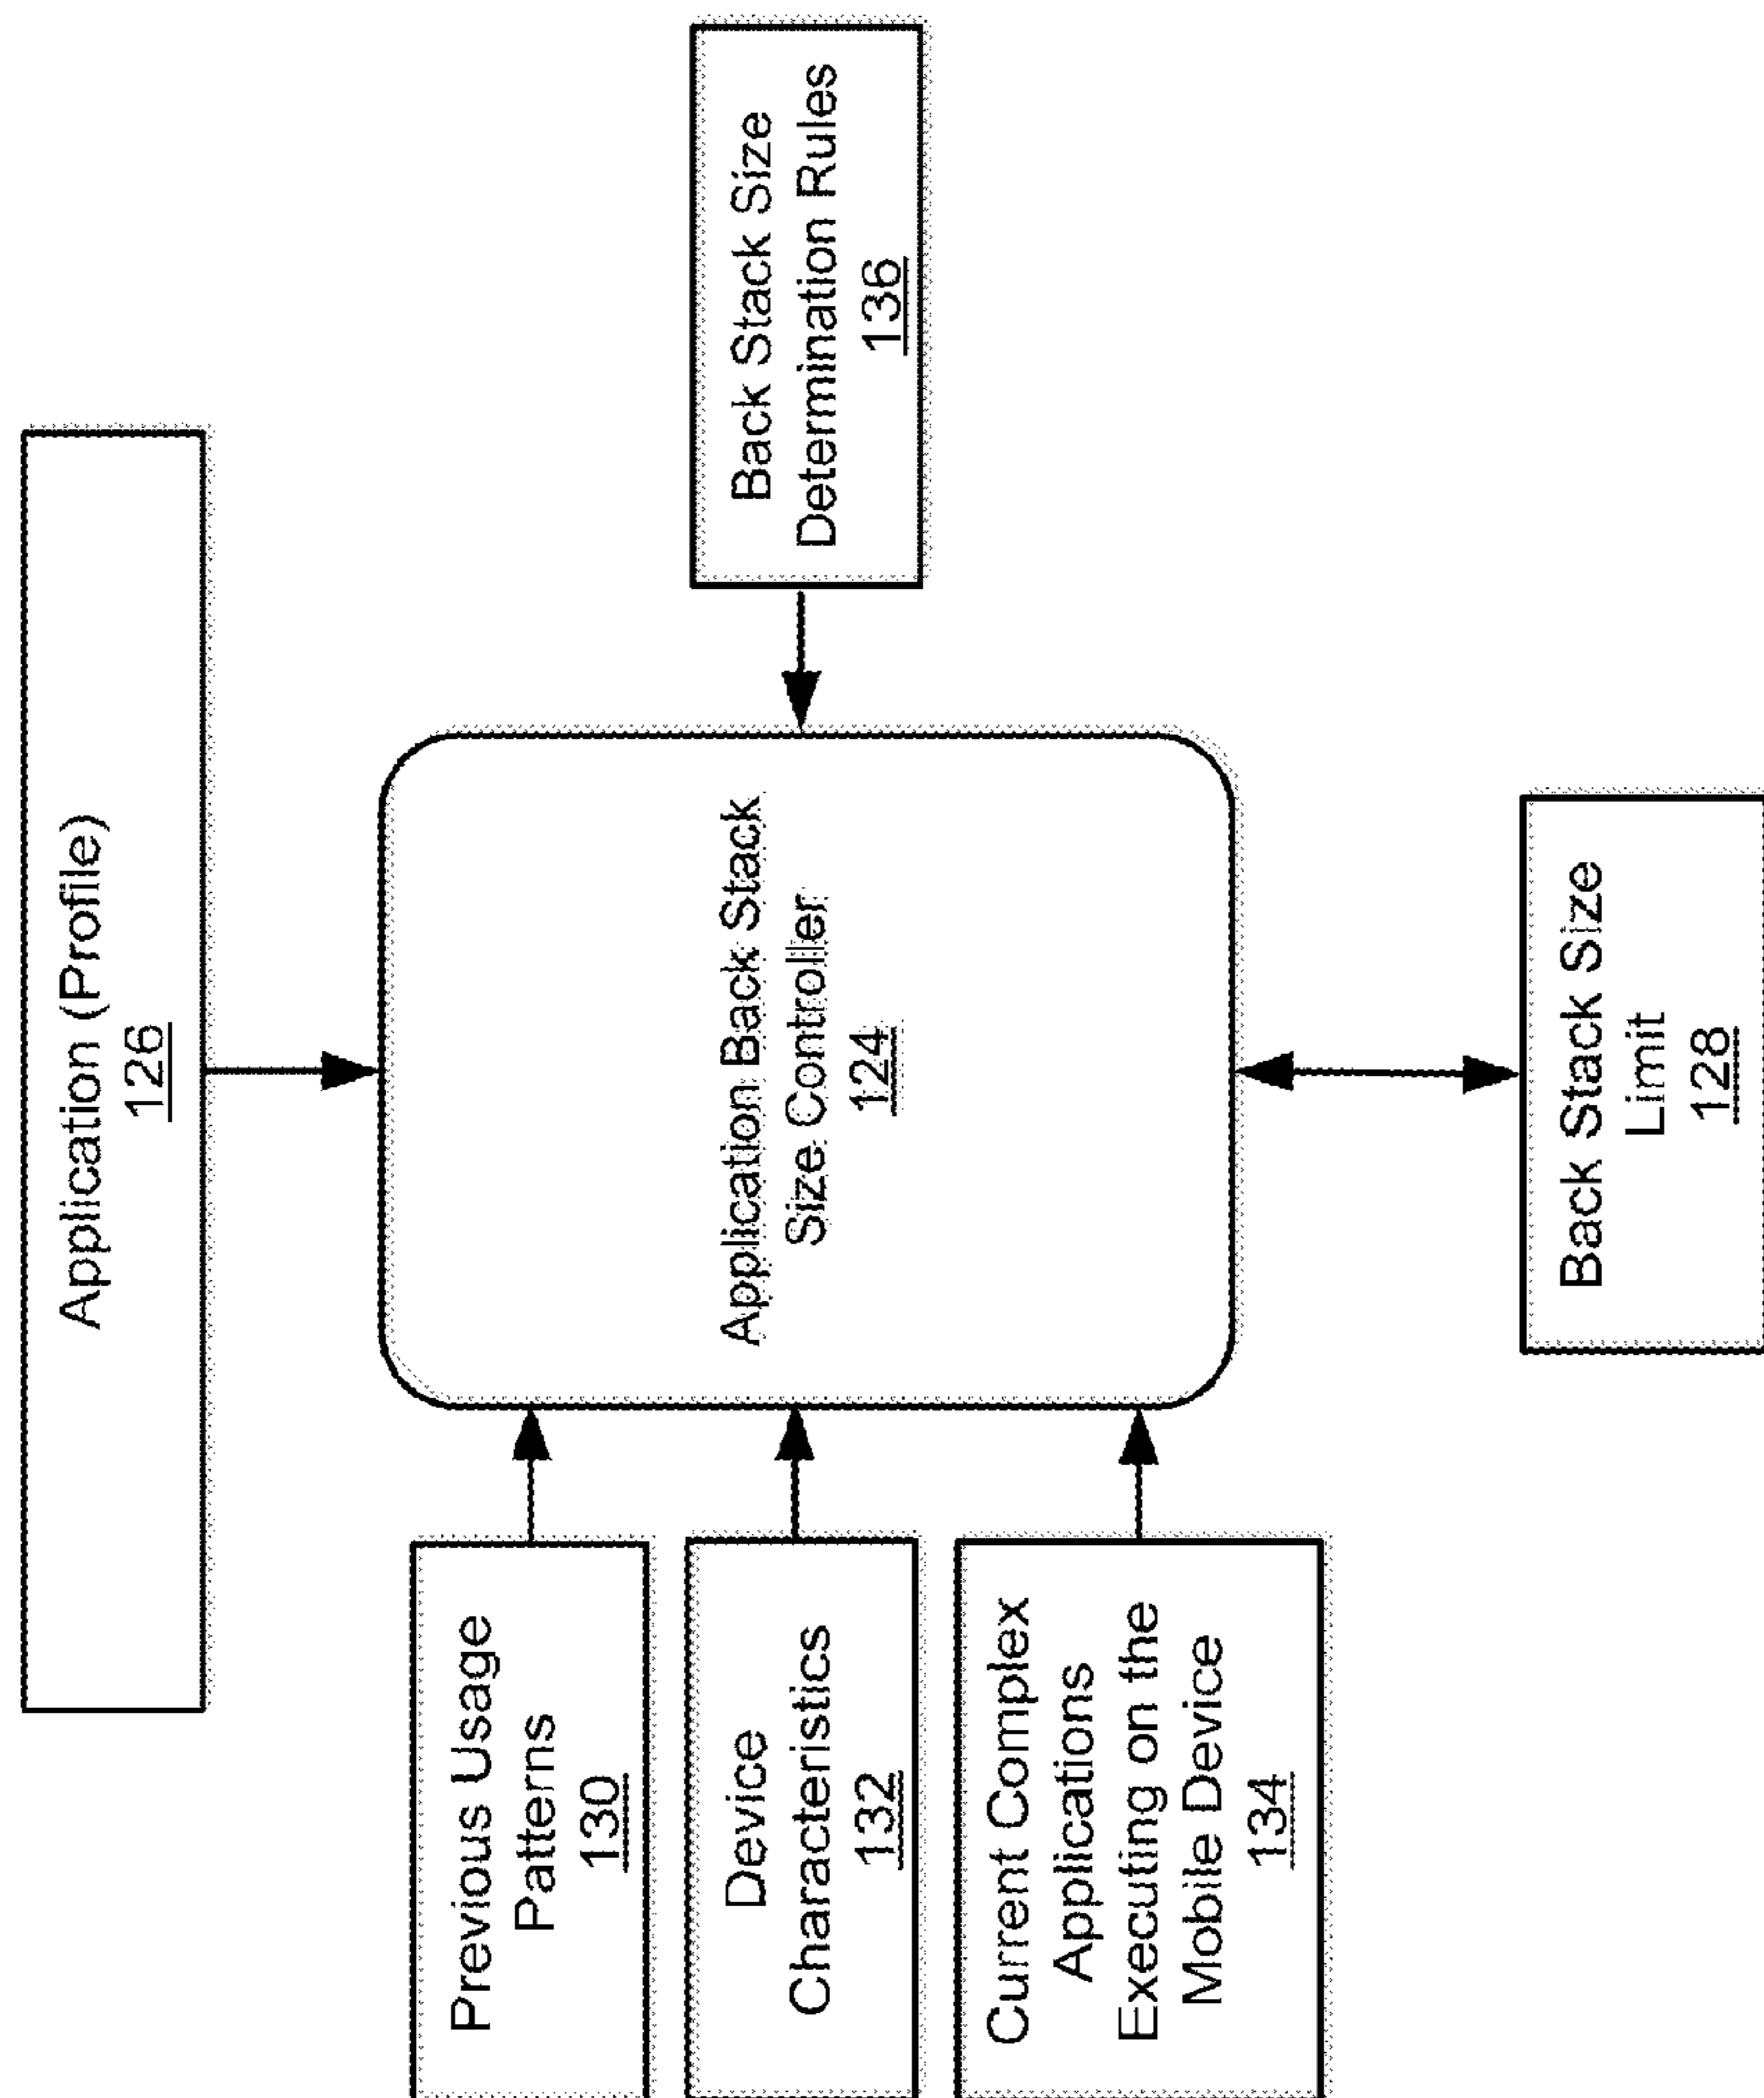 Application (Profile)
126
Previous Usage
Patterns
130
Device
Characteristics
132
Current Complex
Applications
Executing on the
Mobile Device
134
Application Back Stack
Size Controller
124
Back Stack Size
Determination Rules
136
Back Stack Size
Limit
128